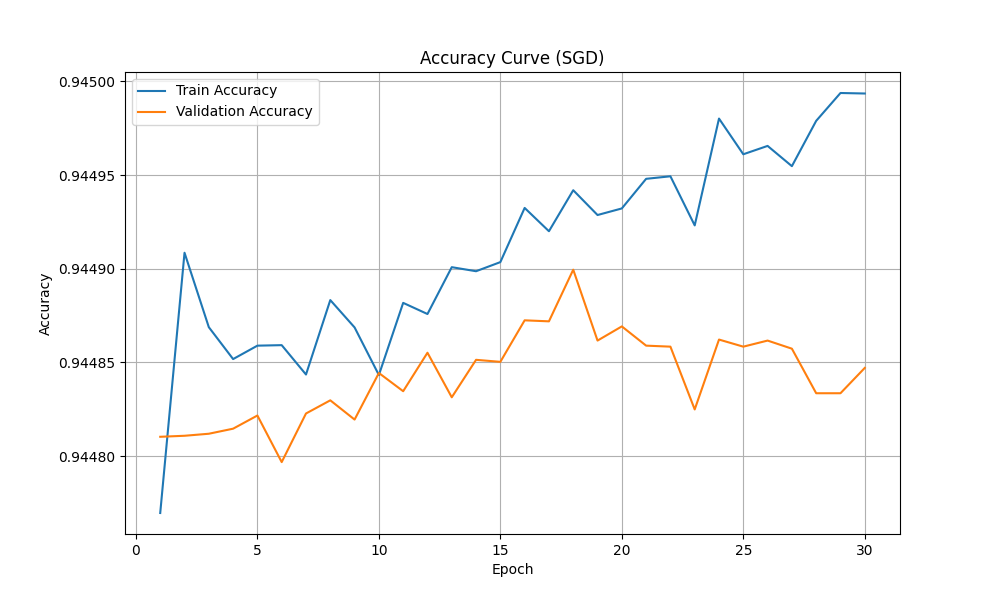 Accuracy Curve (SGD)
Train Accuracy
Validation Accuracy
0.94500
0.94495
0.94490
0.94485
0.94480
Accuracy
0
5
10
15
20
25
30
Epoch